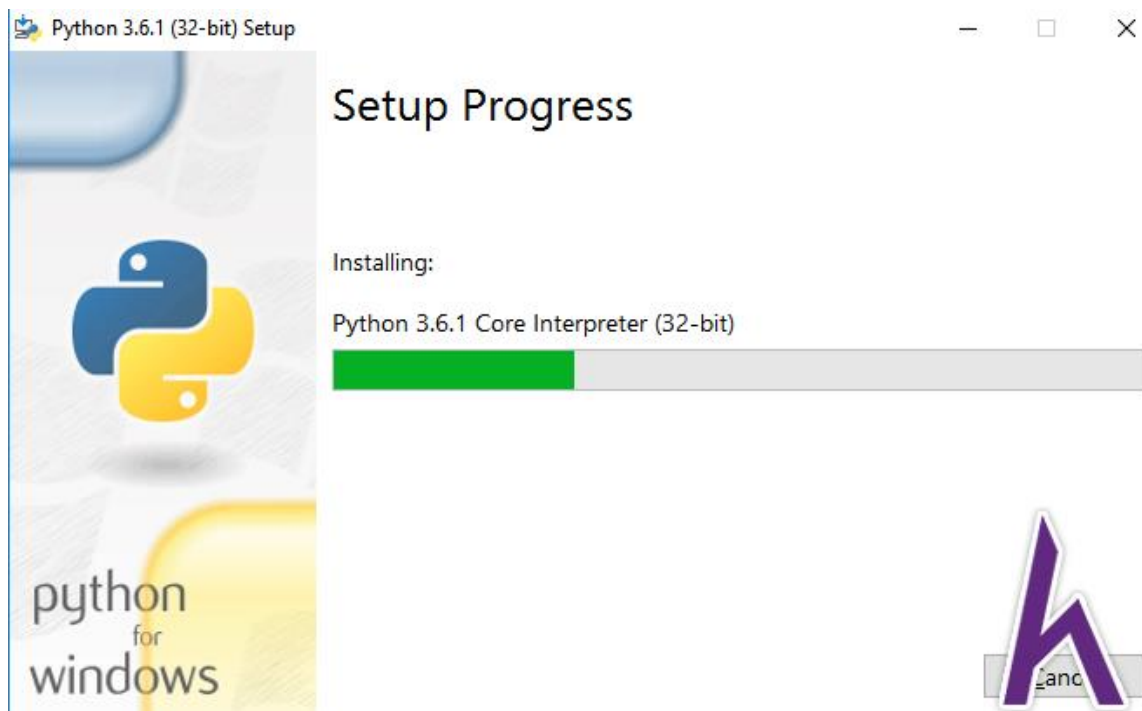 Python 3.6.1 (32-bit) Setup
Setup Progress
Installing:
Python 3.6.1 Core Interpreter (32-bit)
python
for
windows